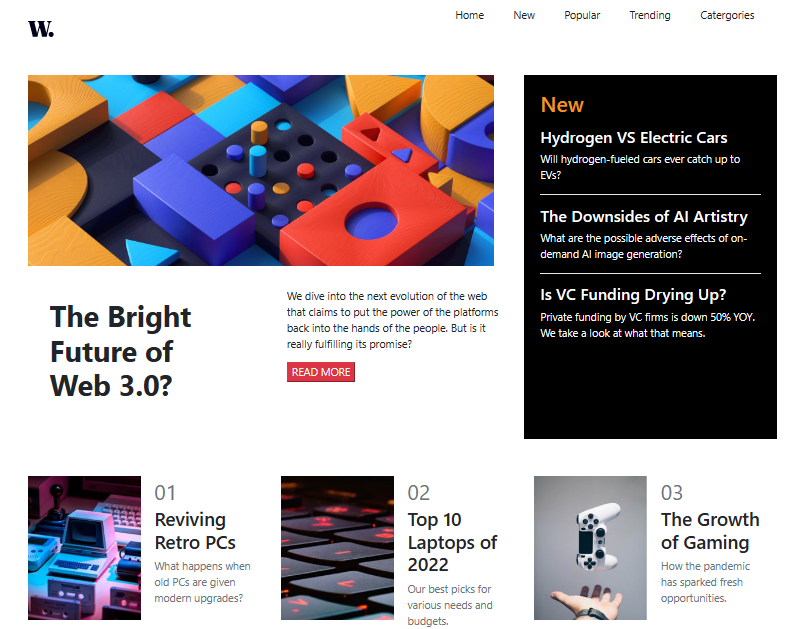 W.
Home New Popular Trending Catergories
The Bright
Future of
Web 3.0?
We dive into the next evolution of the web
that claims to put the power of the platforms
back into the hands of the people. But is it
really fulfilling its promise?
READ MORE
New
Hydrogen VS Electric Cars
Will hydrogen-fueled cars ever catch up to
EVs?
The Downsides of AI Artistry
What are the possible adverse effects of on-
demand AI image generation?
Is VC Funding Drying Up?
Private funding by VC firms is down 50% YOY.
We take a look at what that means.
01
Reviving
Retro PCs
What happens when
old PCs are given
modern upgrades?
02
Top 10
Laptops of
2022
Our best picks for
various needs and
budgets.
03
The Growth
of Gaming
How the pandemic
has sparked fresh
opportunities.